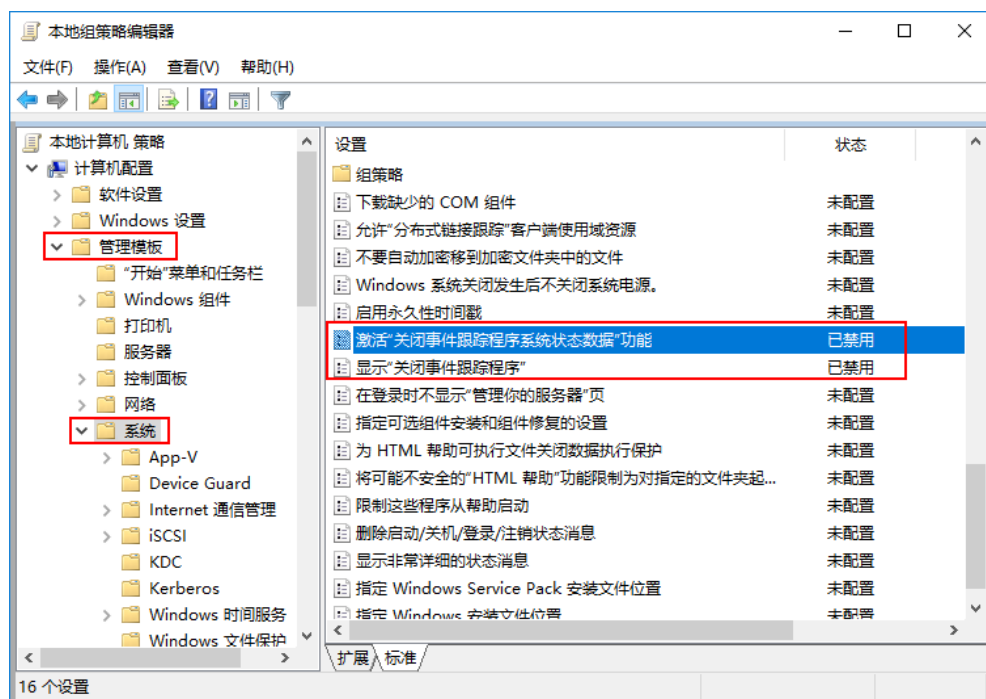 本地组策略编辑器
文件(F) 操作(A) 查看(V) 帮助(H)
本地计算机 策略
计算机配置
软件设置
Windows 设置
管理模板
“开始”菜单和任务栏
Windows 组件
打印机
服务器
控制面板
网络
系统
App-V
Device Guard
Internet 通信管理
iSCSI
KDC
Kerberos
Windows 时间服务
Windows 文件保护
设置 状态
组策略
下载缺少的 COM 组件 未配置
允许“分布式链接跟踪”客户端使用域资源 未配置
不要自动加密移到加密文件夹中的文件 未配置
Windows 系统关闭发生后不关闭系统电源。 未配置
启用永久性时间戳 未配置
激活“关闭事件跟踪程序系统状态数据”功能 已禁用
显示“关闭事件跟踪程序” 已禁用
在登录时不显示“管理你的服务器”页 未配置
指定可选组件安装和组件修复的设置 未配置
为 HTML 帮助可执行文件关闭数据执行保护 未配置
将可能不安全的“HTML 帮助”功能限制为对指定的文件夹起... 未配置
限制这些程序从帮助启动 未配置
删除启动/关机/登录/注销状态消息 未配置
显示非常详细的状态消息 未配置
指定 Windows Service Pack 安装文件位置 未配置
指定 Windows 安装文件位置 未配置
扩展 标准
16 个设置